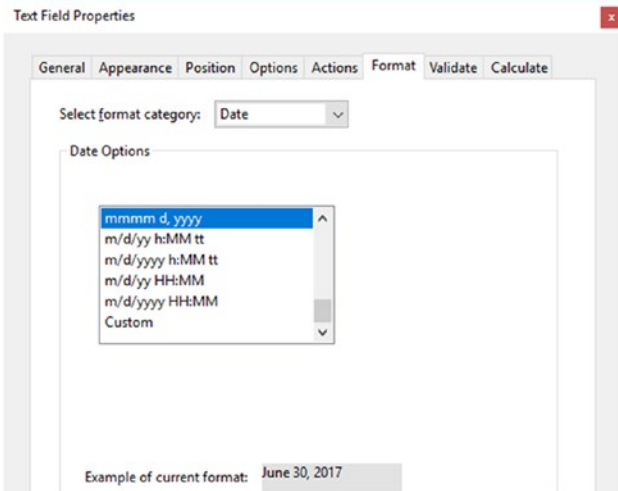 Text Field Properties
x
General Appearance Position Options Actions Format Validate Calculate
Select format category: Date
Date Options
mmmm d, yyyy
m/d/yy h:MM tt
m/d/yyyy h:MM tt
m/d/yy HH:MM
m/d/yyyy HH:MM
Custom
Example of current format: June 30, 2017